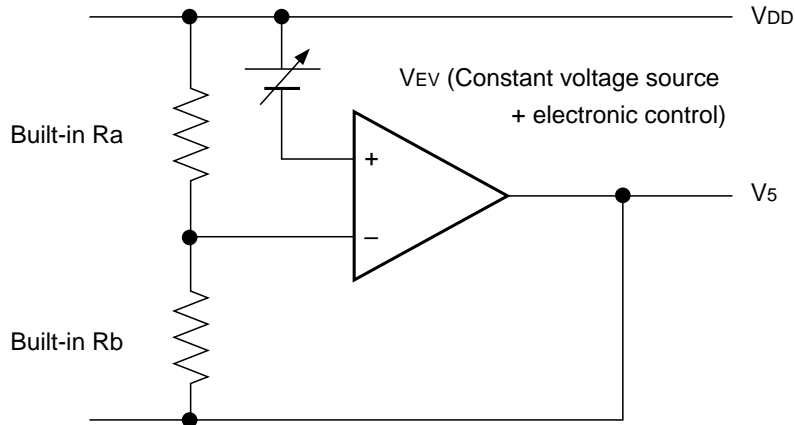 VDD
VEV (Constant voltage source
+ electronic control)
Built-in Ra
+
V5
−
Built-in Rb